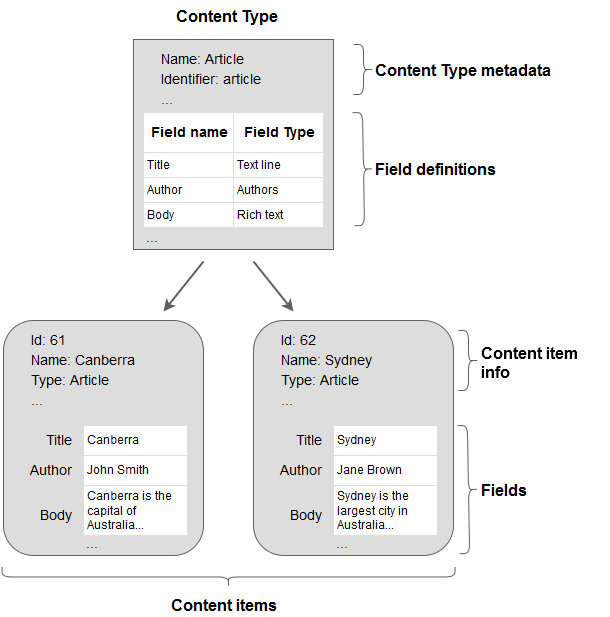 Content Type
Name: Article
Identifier: article
...
Content Type metadata
Field name Field Type
Title Text line
Author Authors
Body Rich text
...
Field definitions
Id: 61
Name: Canberra
Type: Article
...
Title Canberra
Author John Smith
Body Canberra is the
capital of
Australia...
...
Id: 62
Name: Sydney
Type: Article
...
Title Sydney
Author Jane Brown
Body Sydney is the
largest city in
Australia...
...
Content item
info
Fields
Content items